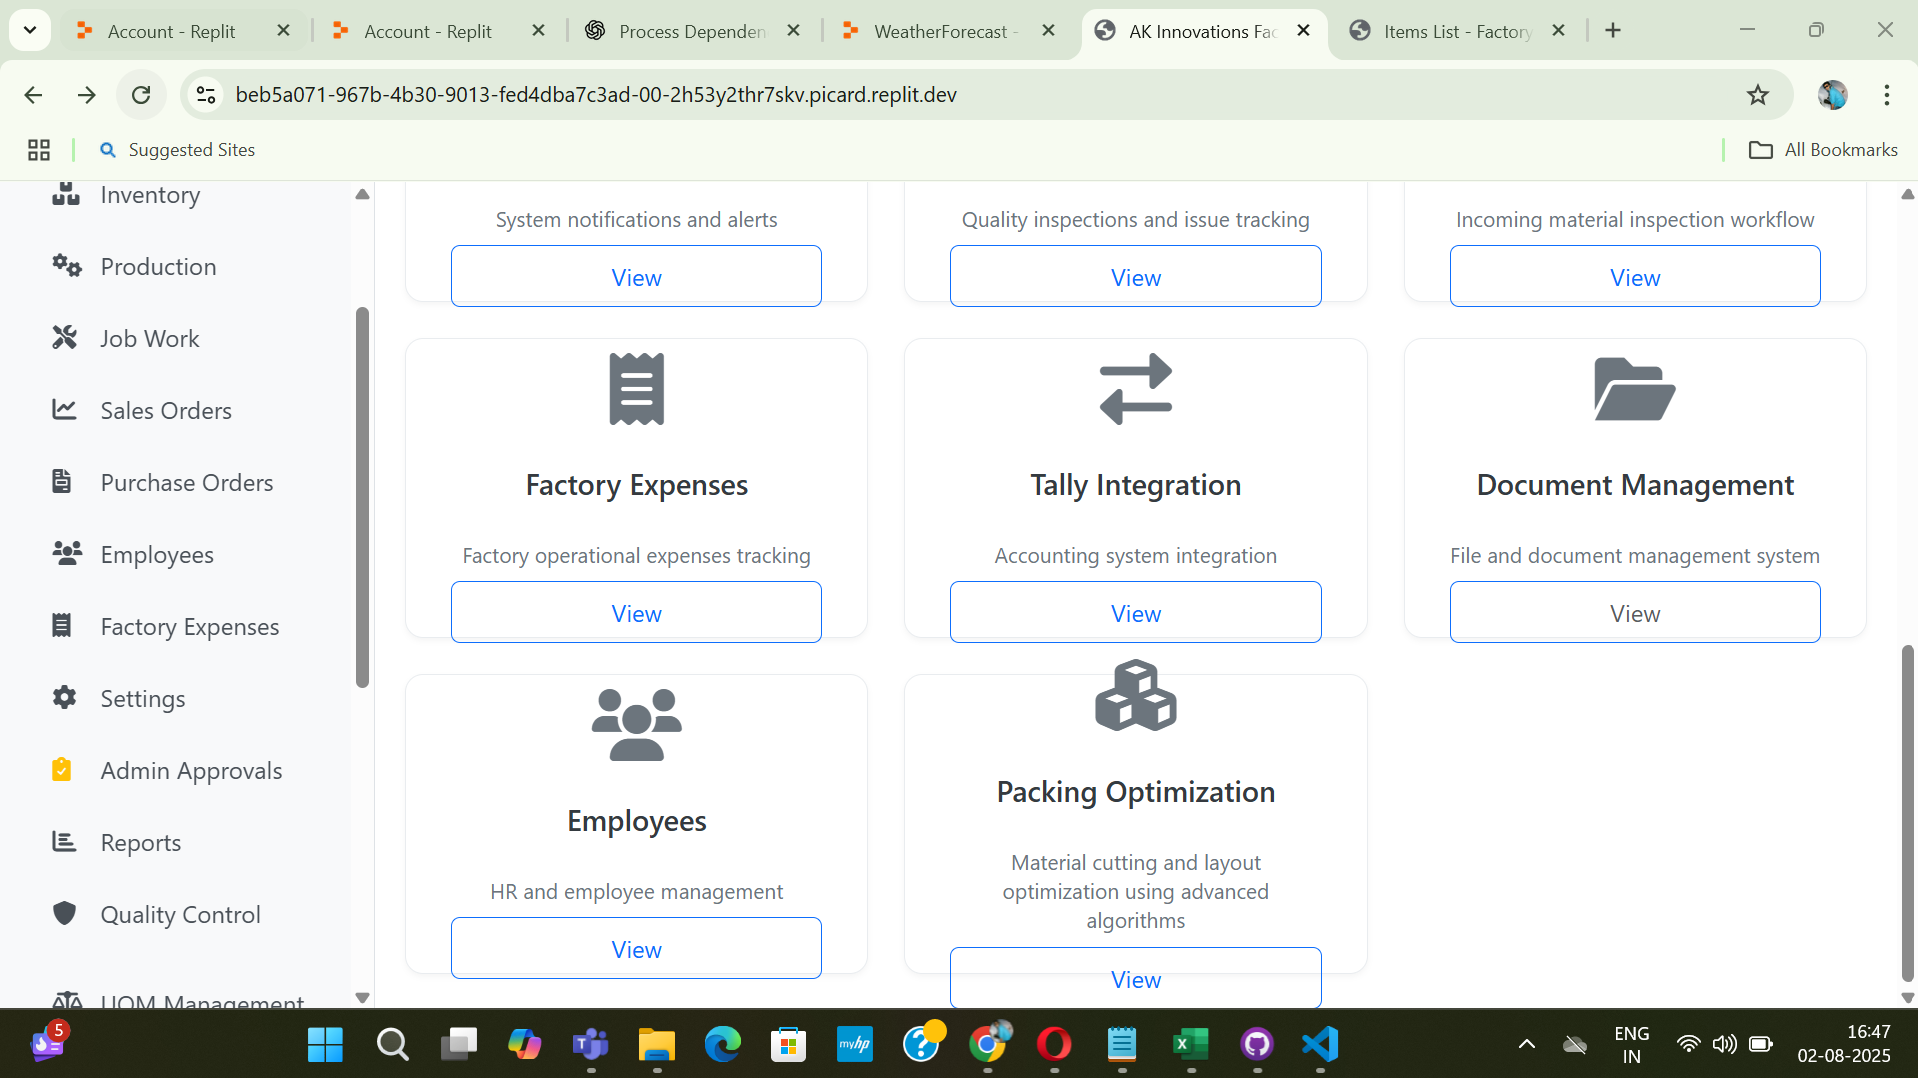 Account - Replit
Account - Replit
Process Dependen
WeatherForecast -
AK Innovations Fac
Items List - Factory
beb5a071-967b-4b30-9013-fed4dba7c3ad-00-2h53y2thr7skv.picard.replit.dev
Suggested Sites
All Bookmarks
Inventory
Production
Job Work
Sales Orders
Purchase Orders
Employees
Factory Expenses
Settings
Admin Approvals
Reports
Quality Control
UOM Management
System notifications and alerts
View
Quality inspections and issue tracking
View
Incoming material inspection workflow
View
Factory Expenses
Factory operational expenses tracking
View
Tally Integration
Accounting system integration
View
Document Management
File and document management system
View
Employees
HR and employee management
View
Packing Optimization
Material cutting and layout
optimization using advanced
algorithms
View
5
myhp
ENG
IN
16:47
02-08-2025